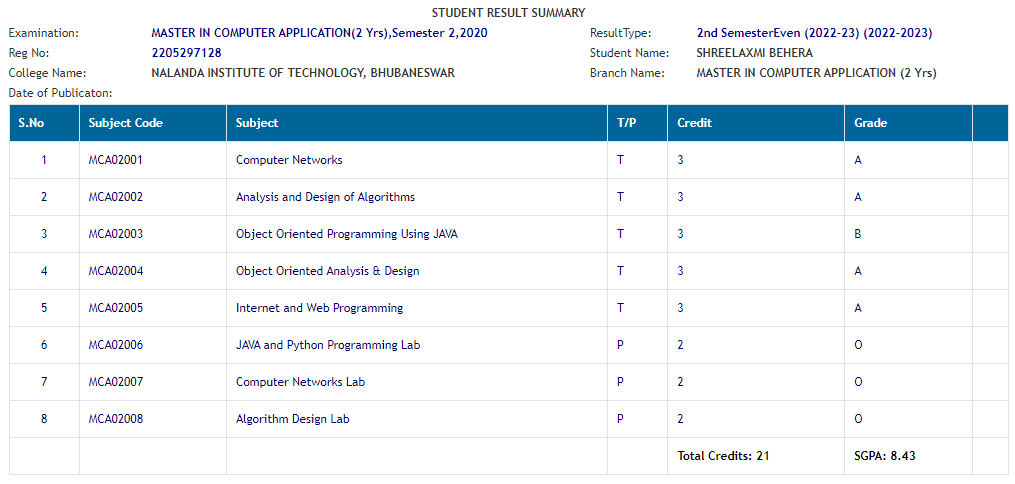 STUDENT RESULT SUMMARY
Examination: MASTER IN COMPUTER APPLICATION(2 Yrs),Semester 2,2020 ResultType: 2nd SemesterEven (2022-23) (2022-2023)
Reg No: 2205297128 Student Name: SHREELAXMI BEHERA
College Name: NALANDA INSTITUTE OF TECHNOLOGY, BHUBANESWAR Branch Name: MASTER IN COMPUTER APPLICATION (2 Yrs)
Date of Publicaton:
S.No Subject Code Subject T/P Credit Grade
1 MCA02001 Computer Networks T 3 A
2 MCA02002 Analysis and Design of Algorithms T 3 A
3 MCA02003 Object Oriented Programming Using JAVA T 3 B
4 MCA02004 Object Oriented Analysis & Design T 3 A
5 MCA02005 Internet and Web Programming T 3 A
6 MCA02006 JAVA and Python Programming Lab P 2 O
7 MCA02007 Computer Networks Lab P 2 O
8 MCA02008 Algorithm Design Lab P 2 O
Total Credits: 21 SGPA: 8.43